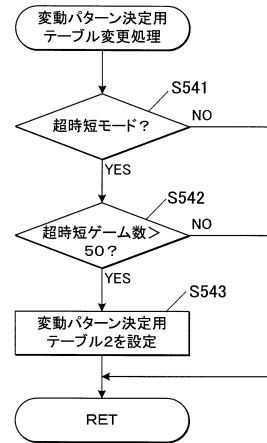 変動パターン決定用
テーブル変更処理
S541
超時短モード？
NO
YES
S542
超時短ゲーム数＞
５０？
NO
YES
S543
変動パターン決定用
テーブル2を設定
RET